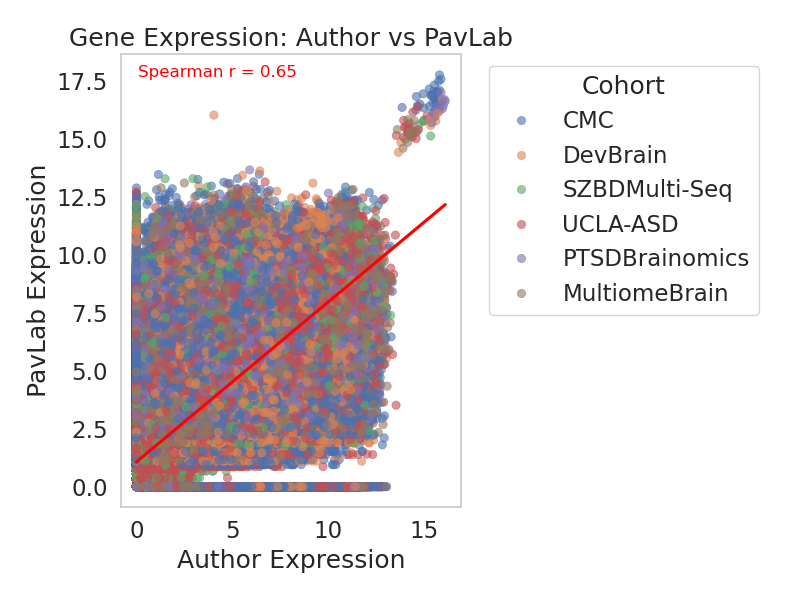 Gene Expression: Author vs PavLab
Spearman r = 0.65
17.5
15.0
12.5
10.0
7.5
5.0
2.5
0.0
PavLab Expression
0 5 10 15
Author Expression
Cohort
CMC
DevBrain
SZBDMulti-Seq
UCLA-ASD
PTSDBrainomics
MultiomeBrain